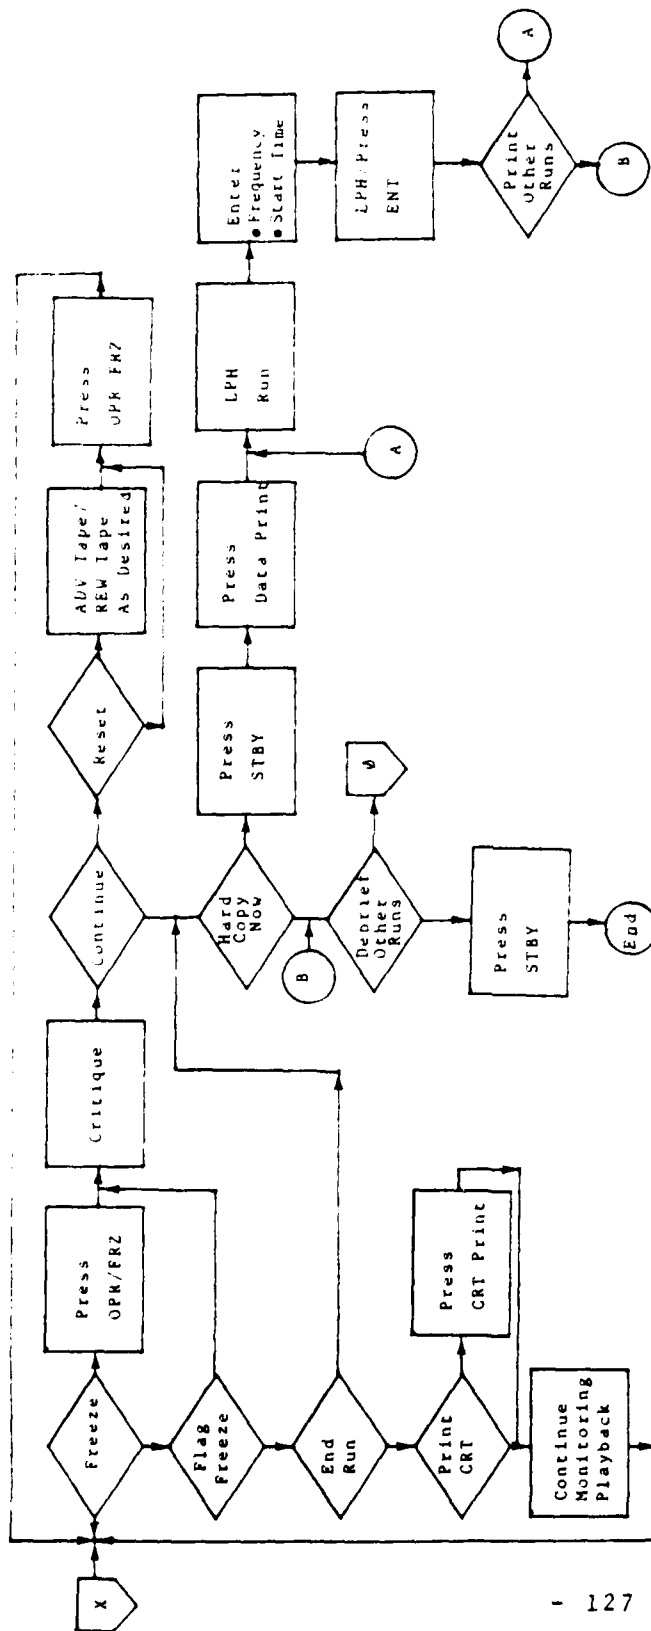 X
Freeze
Press
OPR/FRZ
Critique
Continue
Reset
ADV Tape/
REW Tape
As Desired
Press
OPR FRZ
Flag
Freeze
End
Run
Print
CRT
Press
CRT Print
Continue
Monitoring
Playback
Hard
Copy
Now
Press
STBY
Press
Data Print
A
LPH
Run
Enter
• Frequency
• Start Time
LPH/Press
ENT
Print
Other
Runs
A
B
B
Debrief
Other
Runs
Press
STBY
End
- 127